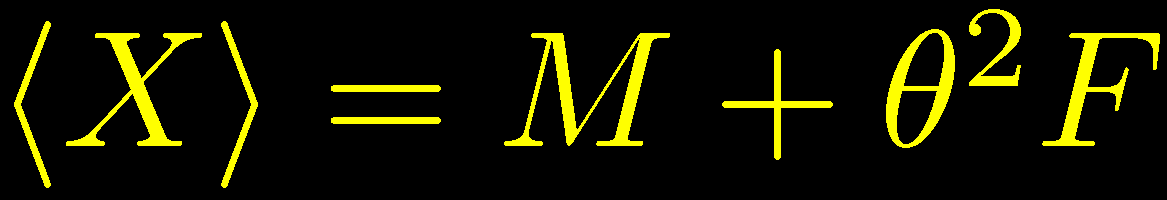 ⟨X⟩ = M + θ²F